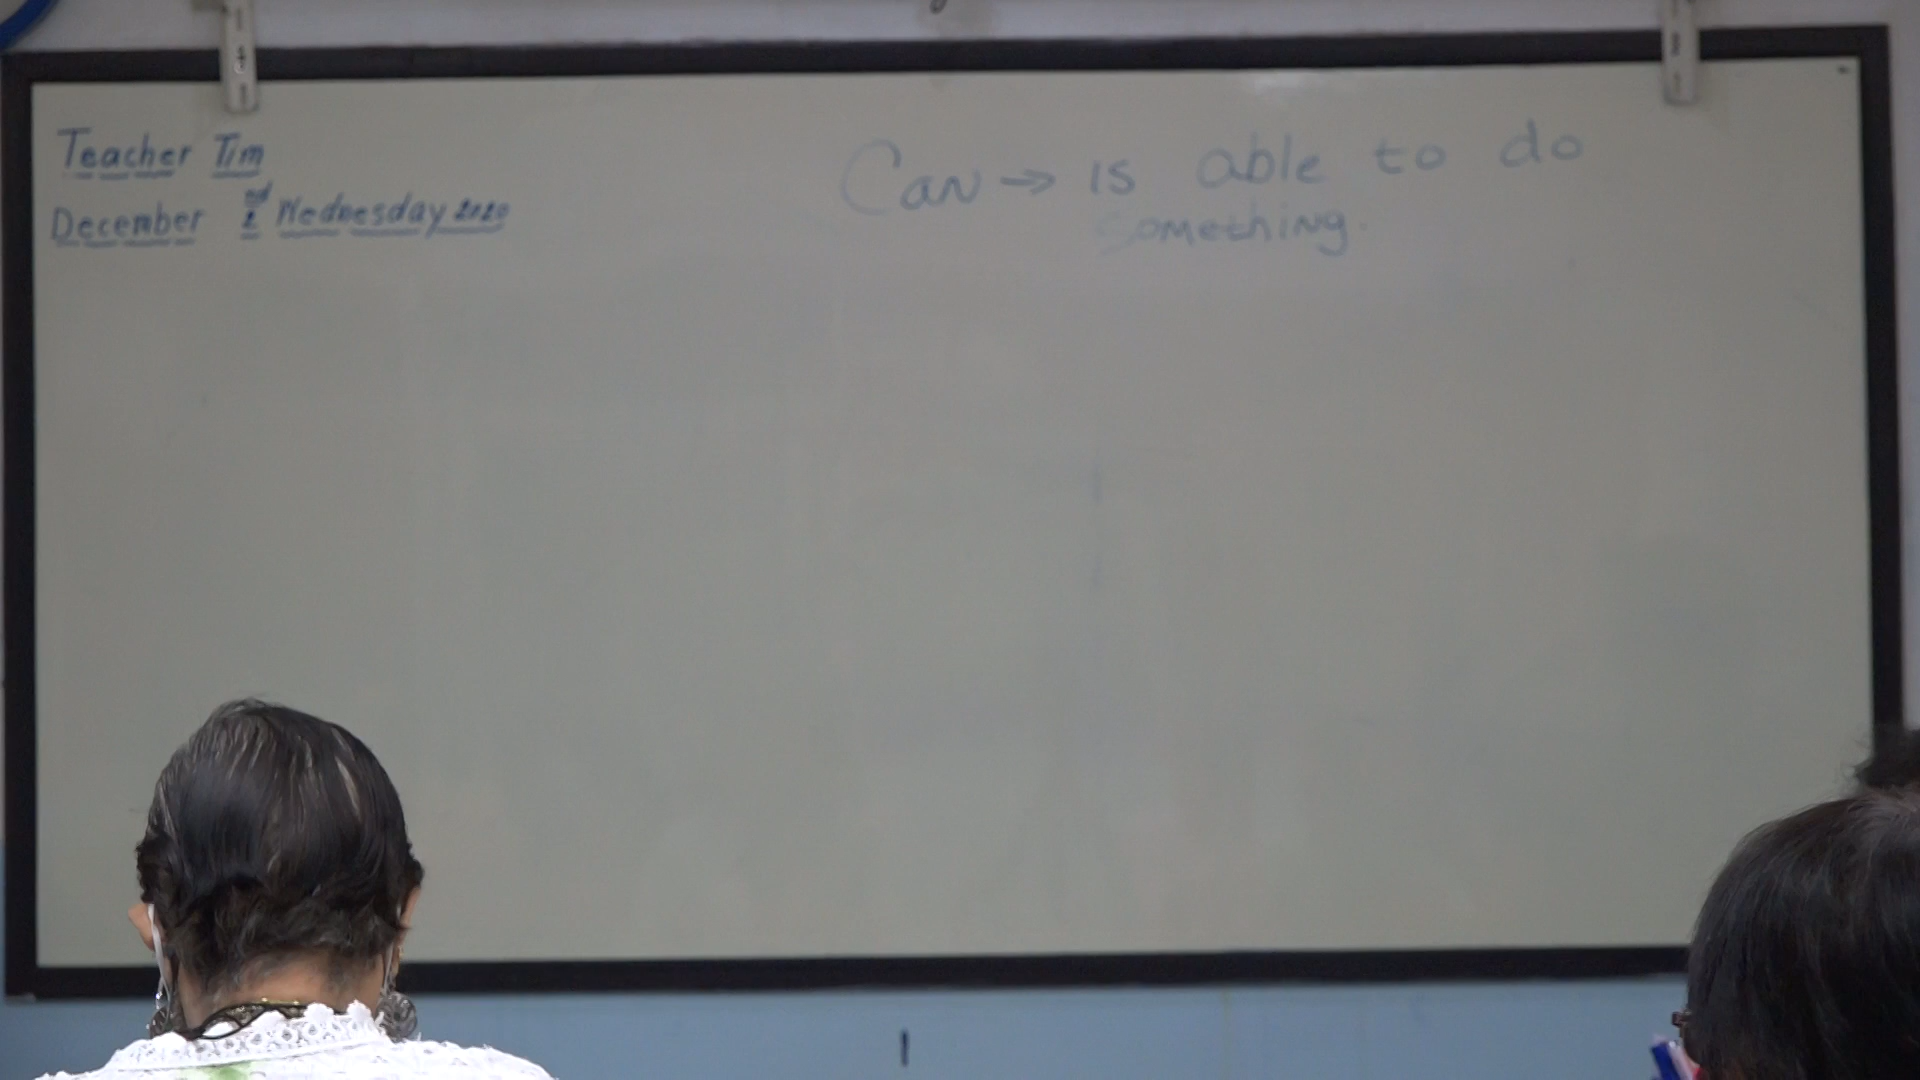 Teacher Tim
December 2nd Wednesday 2020
Can → is able to do
something.